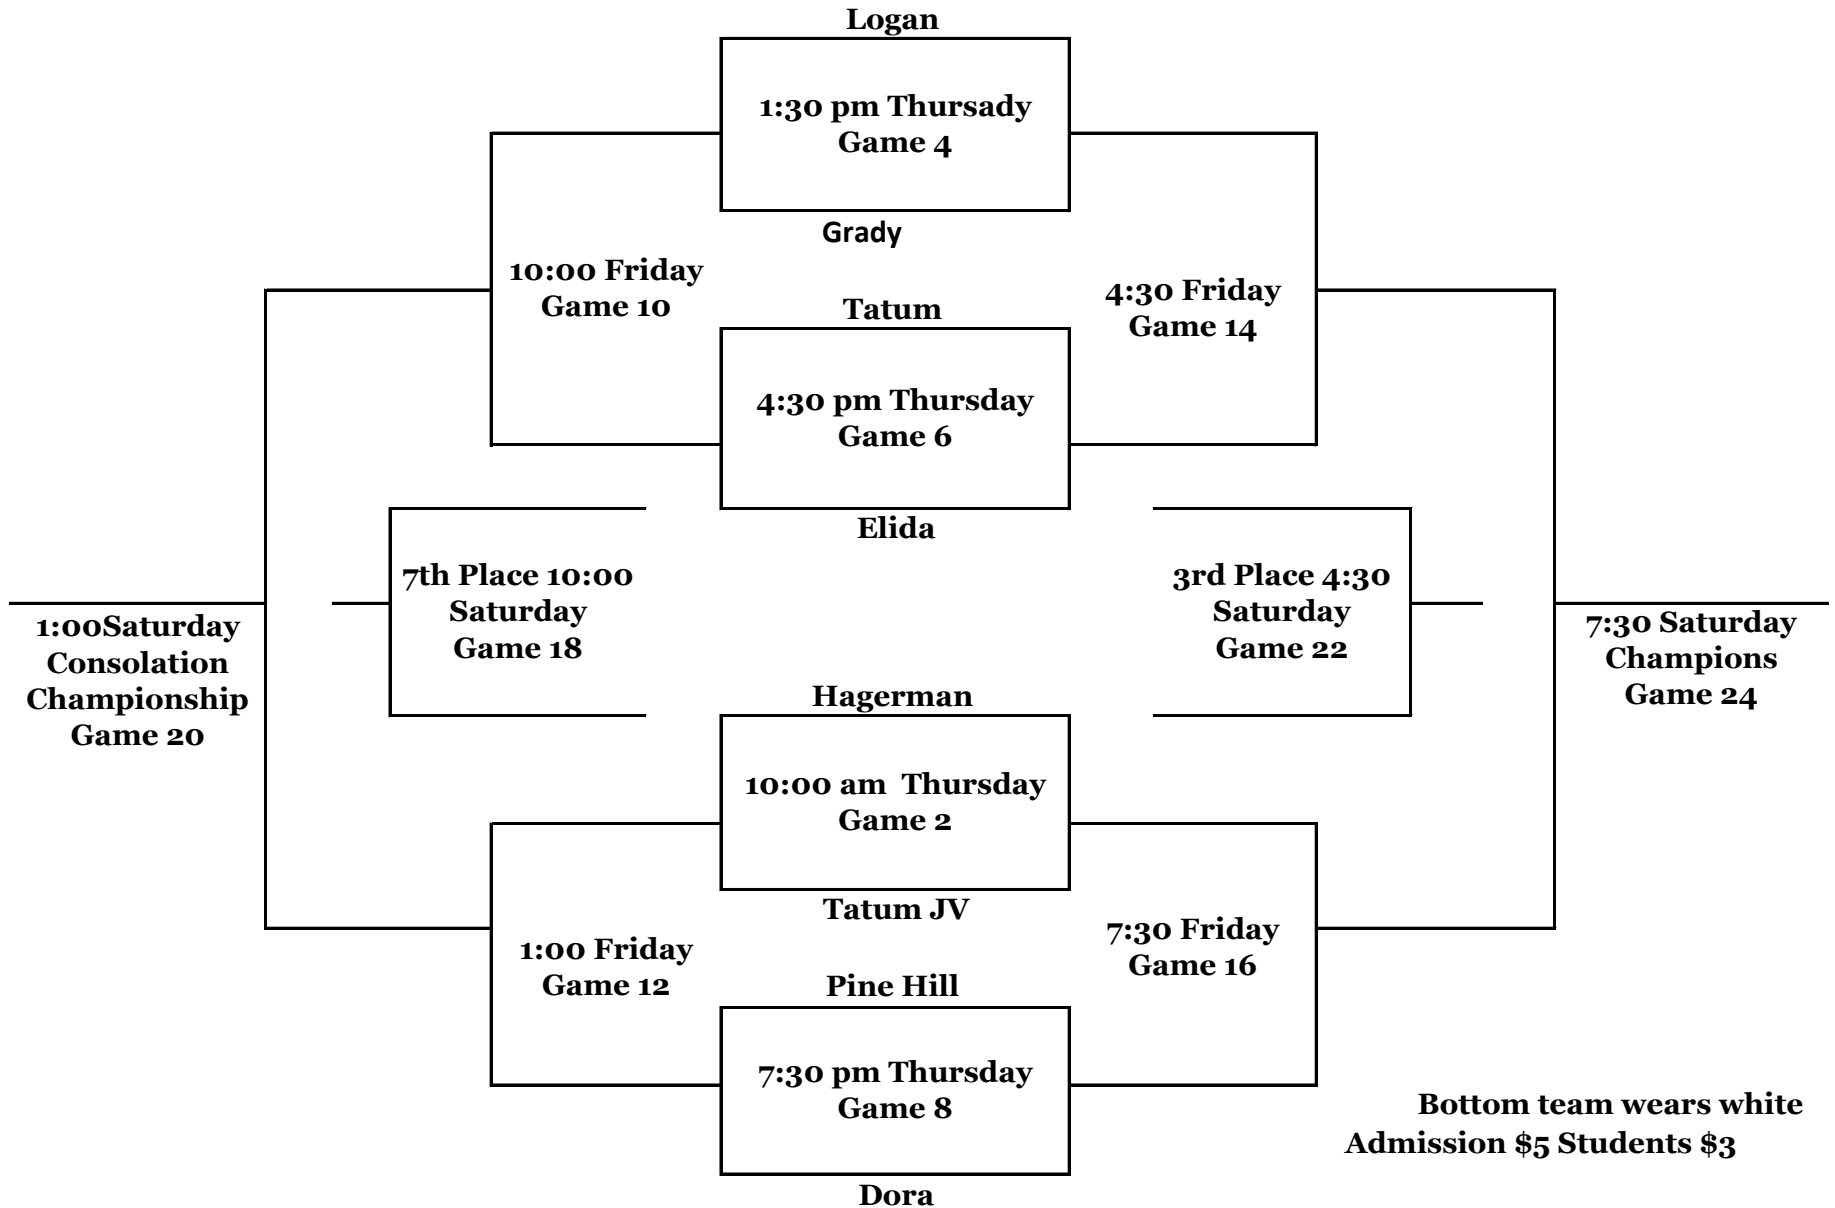 Logan
1:30 pm Thursady
Game 4
Grady
10:00 Friday
Game 10
4:30 Friday
Game 14
Tatum
4:30 pm Thursday
Game 6
Elida
7th Place 10:00
Saturday
Game 18
3rd Place 4:30
Saturday
Game 22
1:00Saturday
Consolation
Championship
Game 20
7:30 Saturday
Champions
Game 24
Hagerman
10:00 am  Thursday
Game 2
Tatum JV
1:00 Friday
Game 12
7:30 Friday
Game 16
Pine Hill
7:30 pm Thursday
Game 8
Dora
Bottom team wears white
Admission $5 Students $3